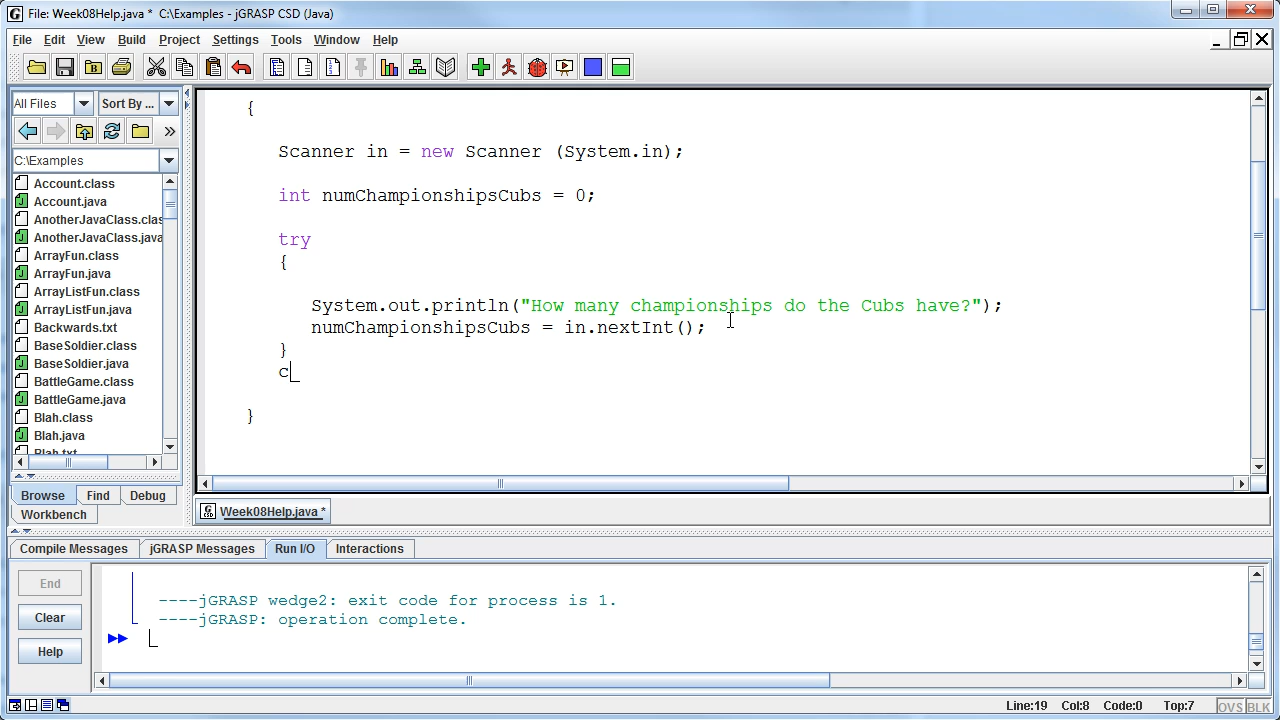 File: Week08Help.java *  C:\Examples - jGRASP CSD (Java)
File Edit View Build Project Settings Tools Window Help
All Files Sort By ...
»
C:\Examples
Account.class
Account.java
AnotherJavaClass.clas
AnotherJavaClass.java
ArrayFun.class
ArrayFun.java
ArrayListFun.class
ArrayListFun.java
Backwards.txt
BaseSoldier.class
BaseSoldier.java
BattleGame.class
BattleGame.java
Blah.class
Blah.java
Blah.txt
Browse Find Debug
Workbench
{
Scanner in = new Scanner (System.in);
int numChampionshipsCubs = 0;
try
{
System.out.println("How many championships do the Cubs have?");
numChampionshipsCubs = in.nextInt();
}
c
}
Week08Help.java *
Compile Messages jGRASP Messages Run I/O Interactions
End
Clear
Help
----jGRASP wedge2: exit code for process is 1.
----jGRASP: operation complete.
Line:19 Col:8 Code:0 Top:7 OVS BLK